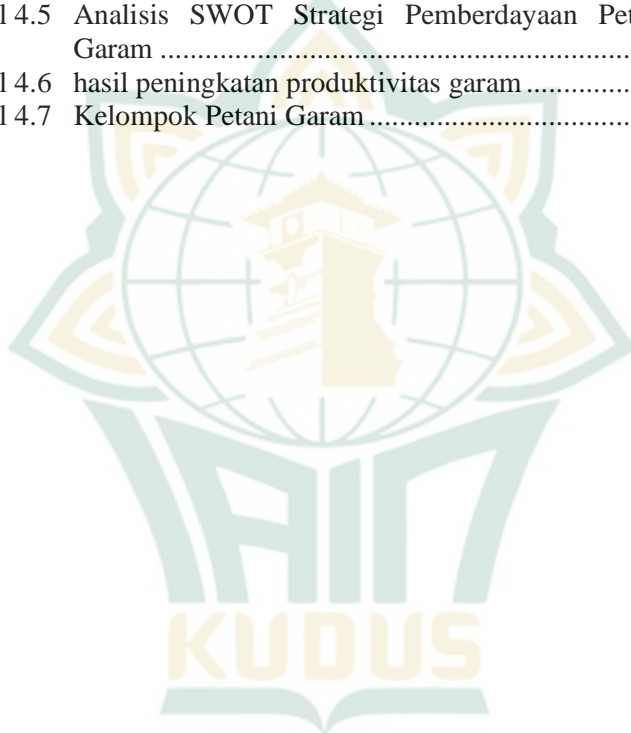 l 4.5 Analisis SWOT Strategi Pemberdayaan Pet
Garam ................................................................
l 4.6 hasil peningkatan produktivitas garam ..............
l 4.7 Kelompok Petani Garam ...................................
IAIN
KUDUS